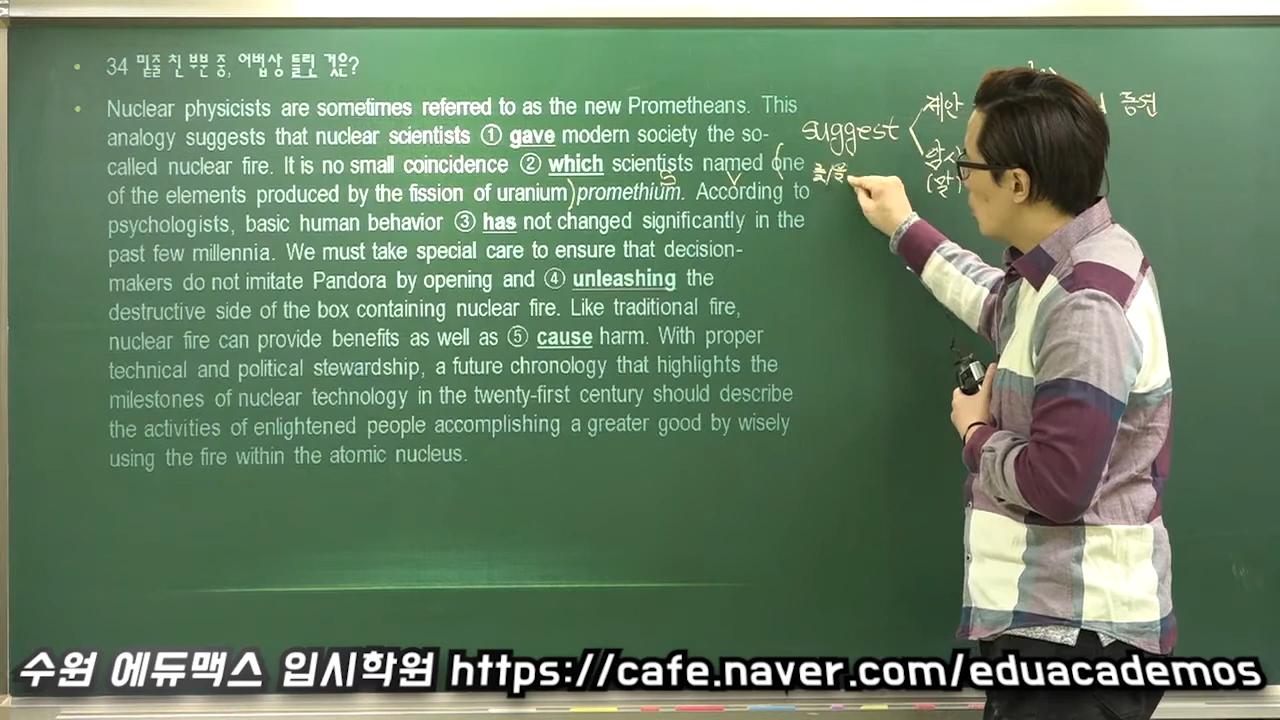 34 밑줄 친 부분 중, 어법상 틀린 것은?
Nuclear physicists are sometimes referred to as the new Prometheans. This
analogy suggests that nuclear scientists ① gave modern society the so-
called nuclear fire. It is no small coincidence ② which scientists named one
of the elements produced by the fission of uranium promethium. According to
psychologists, basic human behavior ③ has not changed significantly in the
past few millennia. We must take special care to ensure that decision-
makers do not imitate Pandora by opening and ④ unleashing the
destructive side of the box containing nuclear fire. Like traditional fire,
nuclear fire can provide benefits as well as ⑤ cause harm. With proper
technical and political stewardship, a future chronology that highlights the
milestones of nuclear technology in the twenty-first century should describe
the activities of enlightened people accomplishing a greater good by wisely
using the fire within the atomic nucleus.
suggest
제안
S
V
수원 에듀맥스 입시학원 https://cafe.naver.com/eduacademos